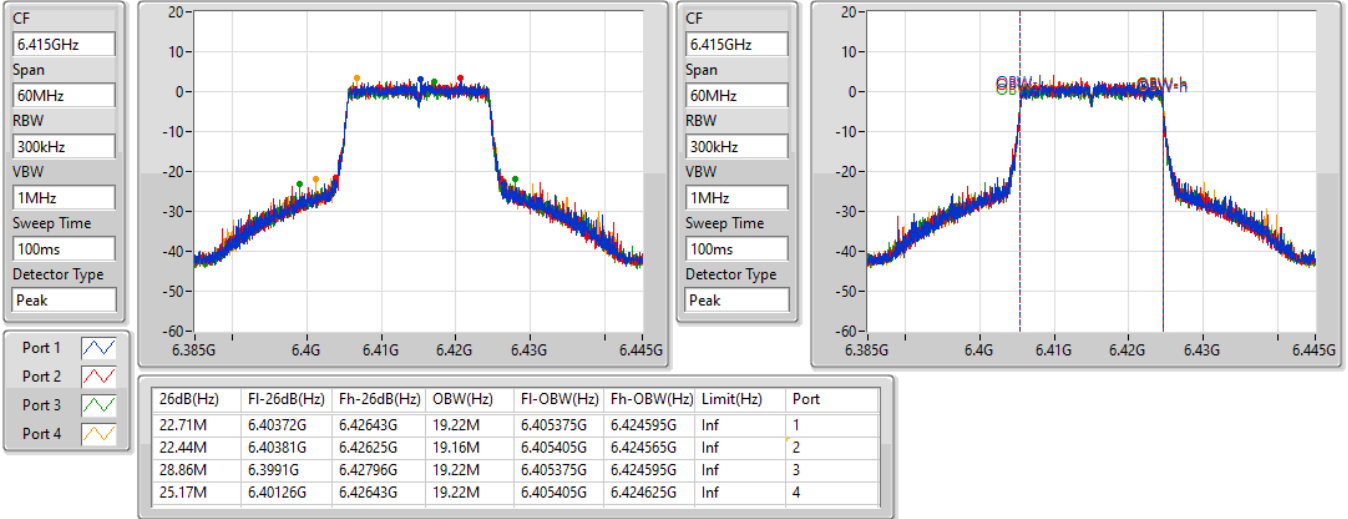 CF
6.415GHz
Span
60MHz
RBW
300kHz
VBW
1MHz
Sweep Time
100ms
Detector Type
Peak
20
10
0
-10
-20
-30
-40
-50
-60
6.385G 6.4G 6.41G 6.42G 6.43G 6.445G
CF
6.415GHz
Span
60MHz
RBW
300kHz
VBW
1MHz
Sweep Time
100ms
Detector Type
Peak
20
10
0
-10
-20
-30
-40
-50
-60
OBW-h
6.385G 6.4G 6.41G 6.42G 6.43G 6.445G
Port 1
Port 2
Port 3
Port 4
26dB(Hz) Fl-26dB(Hz) Fh-26dB(Hz) OBW(Hz) Fl-OBW(Hz) Fh-OBW(Hz) Limit(Hz) Port
22.71M 6.40372G 6.42643G 19.22M 6.405375G 6.424595G Inf 1
22.44M 6.40381G 6.42625G 19.16M 6.405405G 6.424565G Inf 2
28.86M 6.3991G 6.42796G 19.22M 6.405375G 6.424595G Inf 3
25.17M 6.40126G 6.42643G 19.22M 6.405405G 6.424625G Inf 4